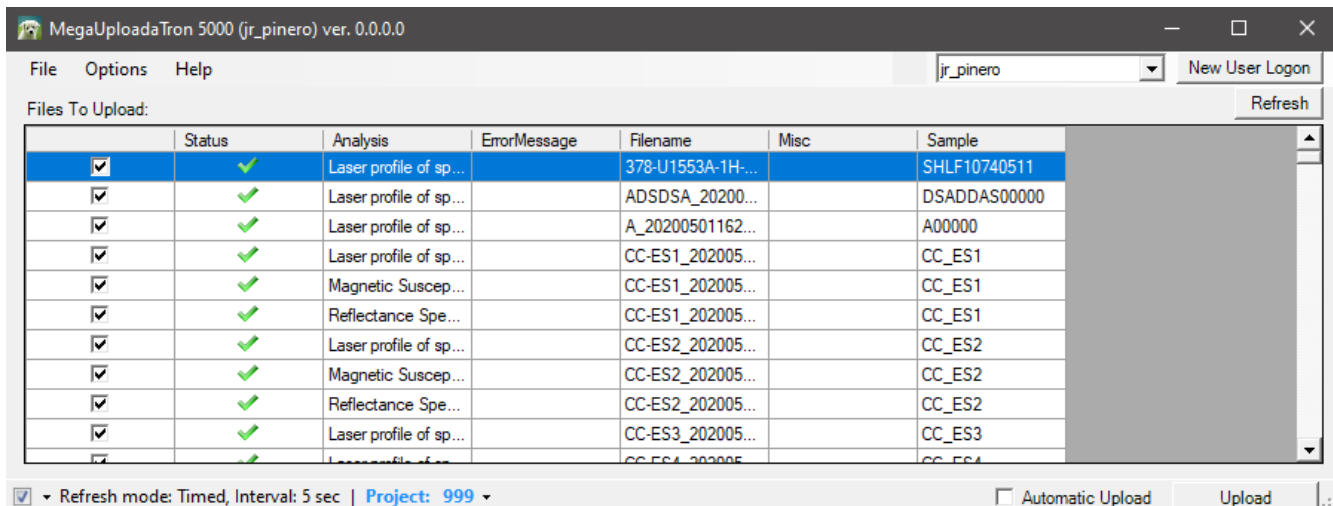 MegaUploadaTron 5000 (jr_pinero) ver. 0.0.0.0
File Options Help jr_pinero New User Logon
Files To Upload: Refresh
Status Analysis ErrorMessage Filename Misc Sample
Laser profile of sp... 378-U1553A-1H-... SHLF10740511
Laser profile of sp... ADSDSA_20200... DSADDAS00000
Laser profile of sp... A_20200501162... A00000
Laser profile of sp... CC-ES1_202005... CC_ES1
Magnetic Suscep... CC-ES1_202005... CC_ES1
Reflectance Spe... CC-ES1_202005... CC_ES1
Laser profile of sp... CC-ES2_202005... CC_ES2
Magnetic Suscep... CC-ES2_202005... CC_ES2
Reflectance Spe... CC-ES2_202005... CC_ES2
Laser profile of sp... CC-ES3_202005... CC_ES3
Refresh mode: Timed, Interval: 5 sec | Project: 999 Automatic Upload Upload